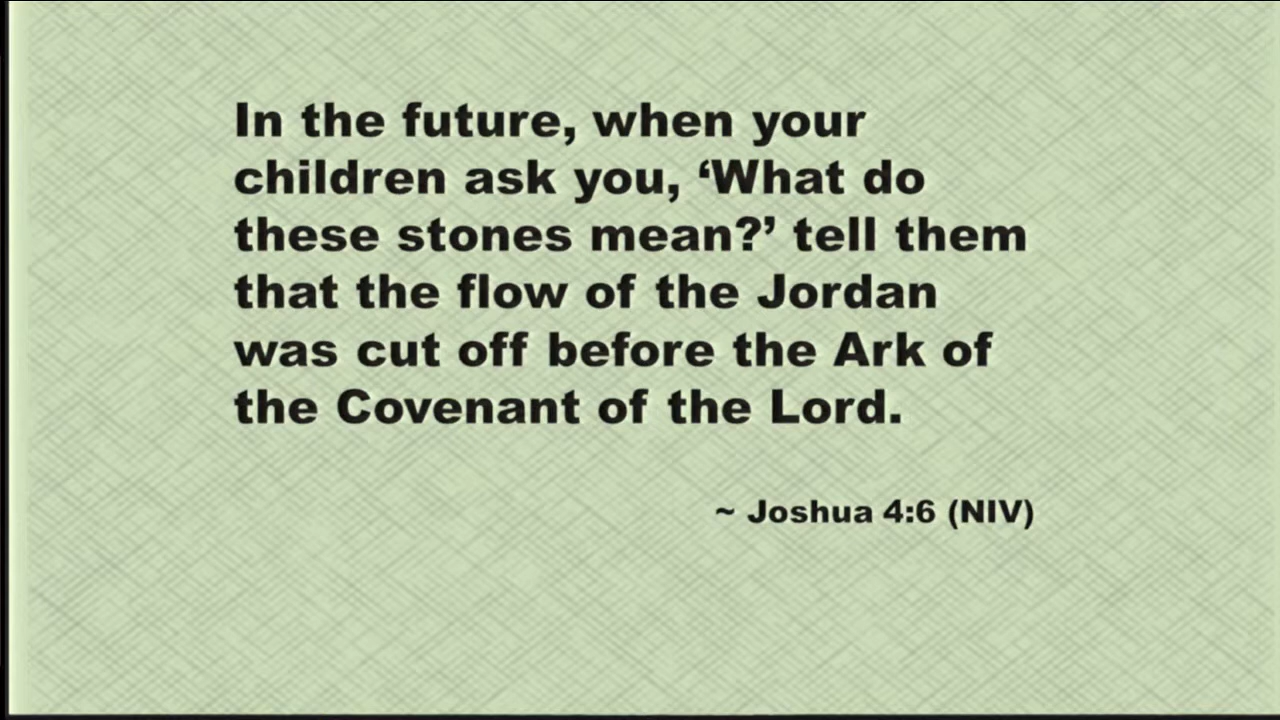 In the future, when your
children ask you, ‘What do
these stones mean?’ tell them
that the flow of the Jordan
was cut off before the Ark of
the Covenant of the Lord.
~ Joshua 4:6 (NIV)